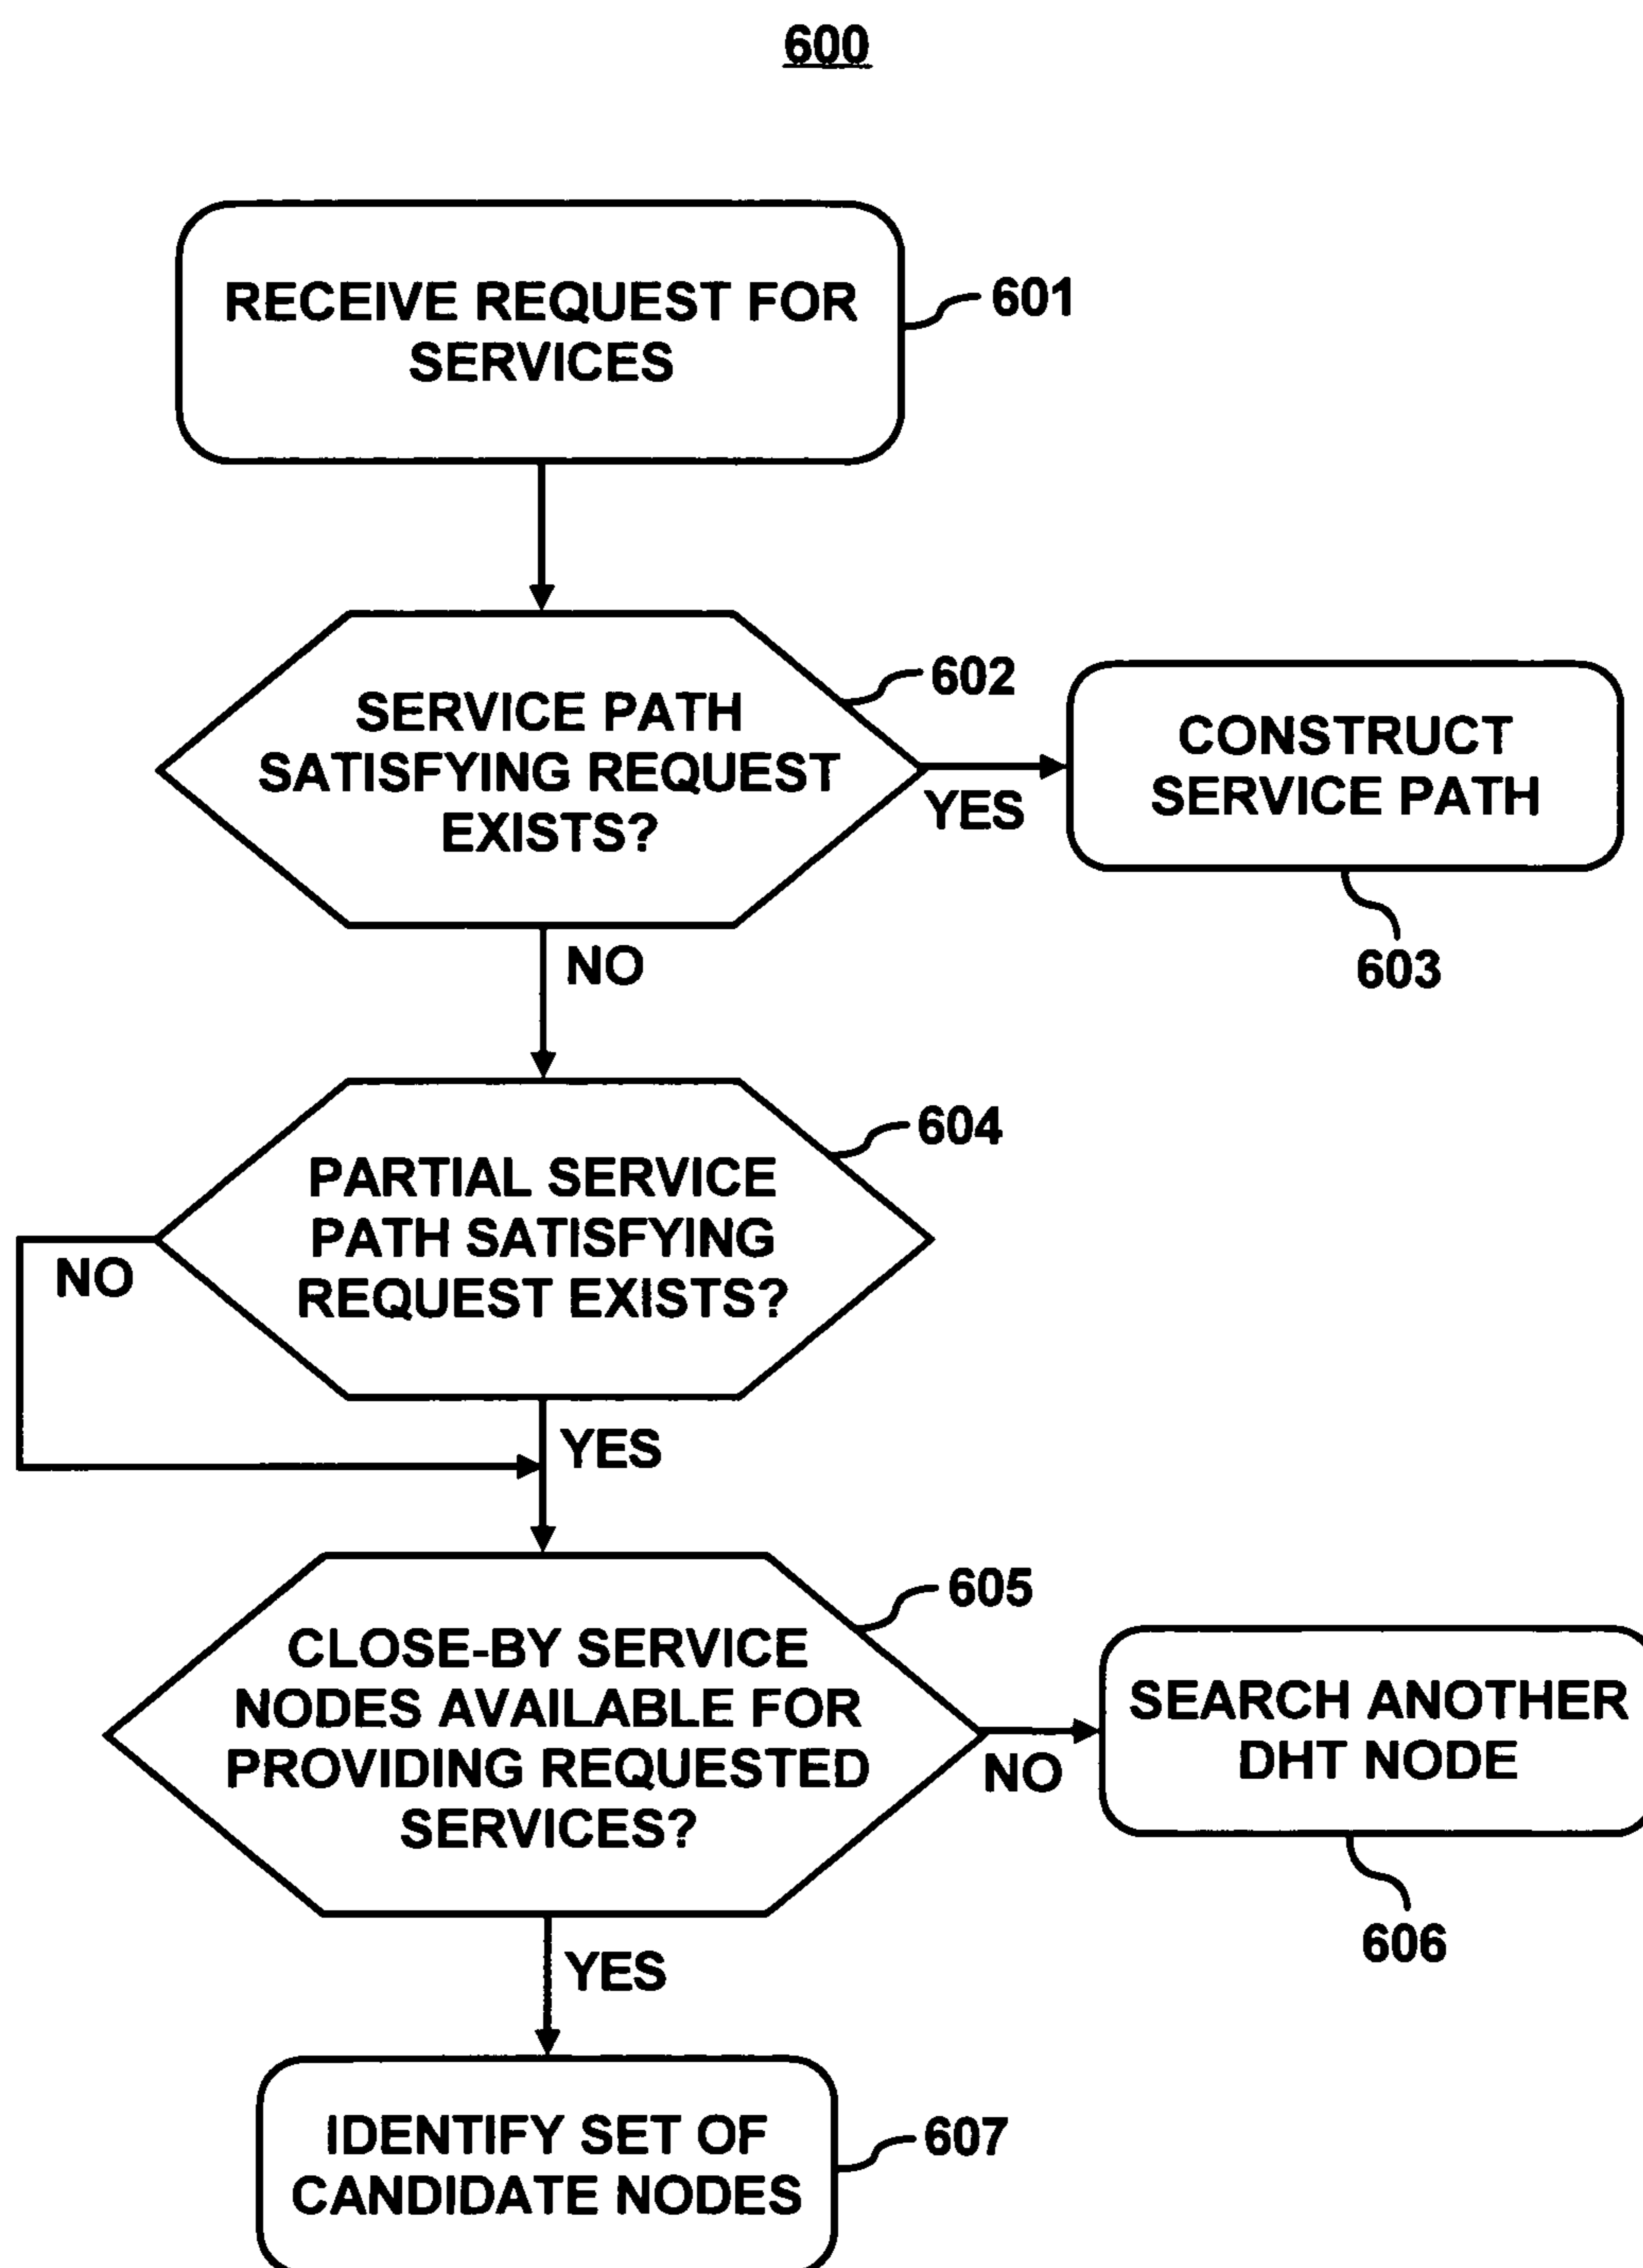 600
RECEIVE REQUEST FOR
SERVICES
601
SERVICE PATH
SATISFYING REQUEST
EXISTS?
602
YES
CONSTRUCT
SERVICE PATH
603
NO
PARTIAL SERVICE
PATH SATISFYING
REQUEST EXISTS?
604
NO
YES
CLOSE-BY SERVICE
NODES AVAILABLE FOR
PROVIDING REQUESTED
SERVICES?
605
NO
SEARCH ANOTHER
DHT NODE
606
YES
IDENTIFY SET OF
CANDIDATE NODES
607